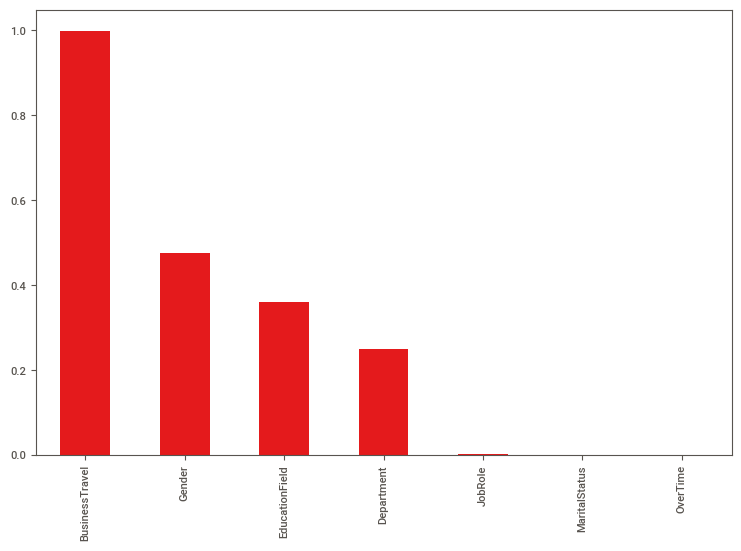 1.0
0.8
0.6
0.4
0.2
0.0
BusinessTravel
Gender
EducationField
Department
JobRole
MaritalStatus
OverTime